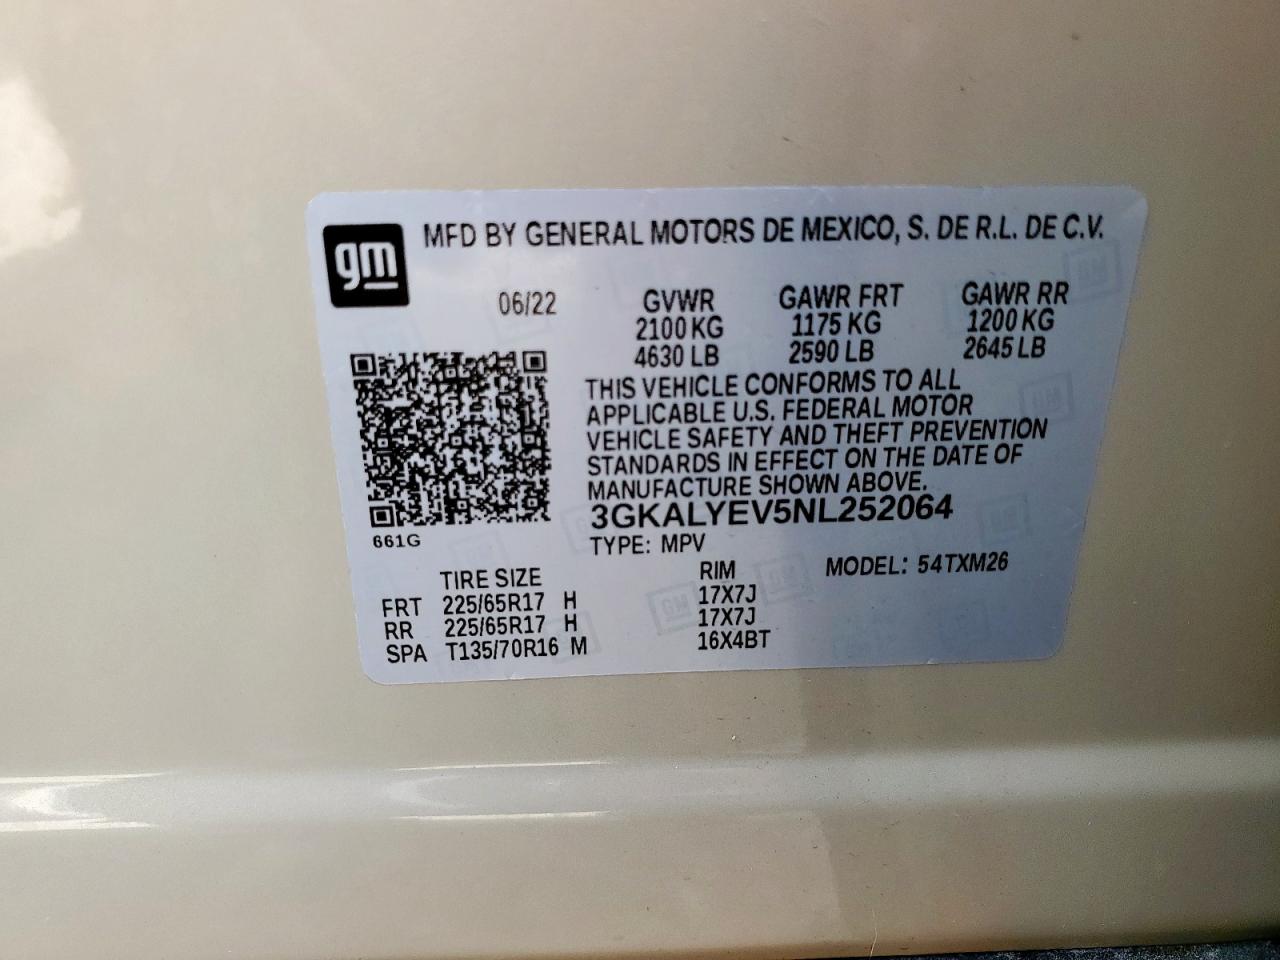 gm
MFD BY GENERAL MOTORS DE MEXICO, S. DE R.L. DE C.V.
06/22
GVWR GAWR FRT GAWR RR
2100 KG 1175 KG 1200 KG
4630 LB 2590 LB 2645 LB
THIS VEHICLE CONFORMS TO ALL
APPLICABLE U.S. FEDERAL MOTOR
VEHICLE SAFETY AND THEFT PREVENTION
STANDARDS IN EFFECT ON THE DATE OF
MANUFACTURE SHOWN ABOVE.
3GKALYEV5NL252064
661G
TYPE: MPV
MODEL: 54TXM26
TIRE SIZE RIM
FRT 225/65R17 H 17X7J
RR 225/65R17 H 17X7J
SPA T135/70R16 M 16X4BT